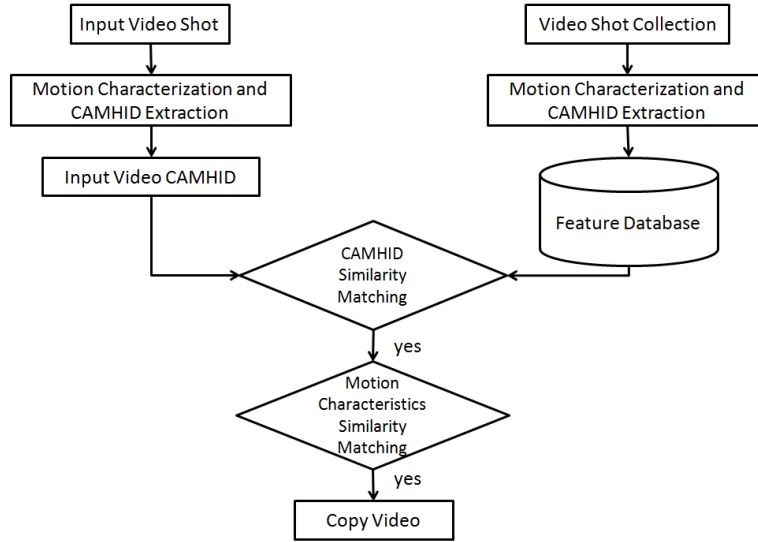 Input Video Shot
Video Shot Collection
Motion Characterization and
CAMHID Extraction
Motion Characterization and
CAMHID Extraction
Input Video CAMHID
Feature Database
CAMHID
Similarity
Matching
yes
Motion
Characteristics
Similarity
Matching
yes
Copy Video